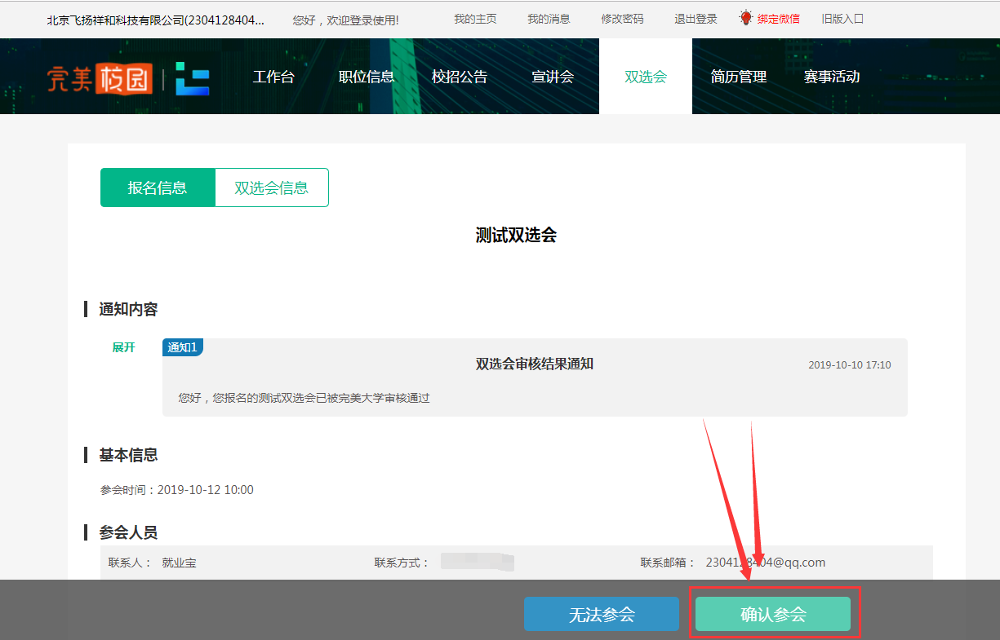 北京飞扬祥和科技有限公司(2304128404... 您好，欢迎登录使用! 我的主页 我的消息 修改密码 退出登录 绑定微信 旧版入口
完美校园 工作台 职位信息 校招公告 宣讲会 双选会 简历管理 赛事活动
报名信息 双选会信息
测试双选会
通知内容
展开 通知1
双选会审核结果通知 2019-10-10 17:10
您好，您报名的测试双选会已被完美大学审核通过
基本信息
参会时间：2019-10-12 10:00
参会人员
联系人： 就业宝 联系方式： 联系邮箱： 2304128404@qq.com
无法参会 确认参会